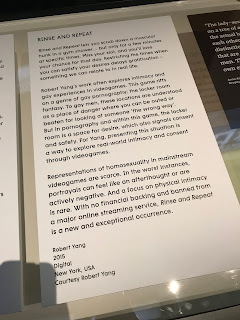 RINSE AND REPEAT
Rinse and Repeat lets you scrub down a muscular
hunk in a gym shower – but only for a few minutes
at specific times. Miss your slot, and you've lost
your chance for that day. Restricting times when
you can satisfy your desires delays gratification –
something we can relate to in real life.
Robert Yang's work often explores intimacy and
gay experiences in videogames. This game riffs
on a genre of gay pornography: the locker room
fantasy. To gay men, these locations are understood
as a place of danger where you can be outed or
beaten for looking at someone 'the wrong way'.
But in pornography and within this game, the locker
room is a space for desire, which also signals consent
and safety. For Yang, presenting this situation is
a way to explore real-world intimacy and consent
through videogames.
Representations of homosexuality in mainstream
videogames are scarce. In the worst instances,
portrayals can feel like an afterthought or are
actively negative. And a focus on physical intimacy
is rare. With no financial backing and banned from
a major online streaming service, Rinse and Repeat
is a new and exceptional occurrence.
Robert Yang
2015
Digital
New York, USA
Courtesy Robert Yang